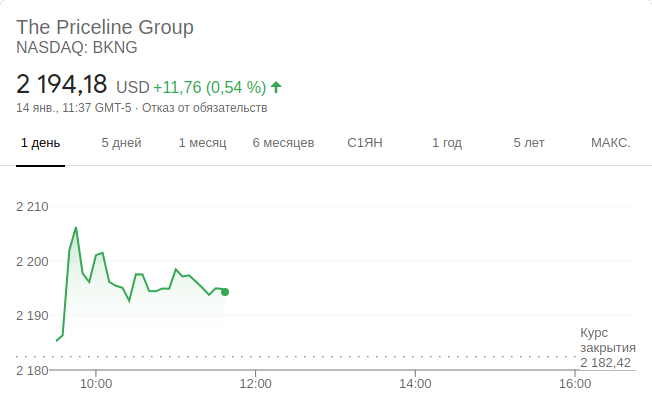 The Priceline Group
NASDAQ: BKNG
2 194,18 USD +11,76 (0,54 %)
14 янв., 11:37 GMT-5 · Отказ от обязательств
1 день 5 дней 1 месяц 6 месяцев С1ЯН 1 год 5 лет МАКС.
2 210
2 200
2 190
Курс
закрытия
2 182,42
2 180
10:00 12:00 14:00 16:00